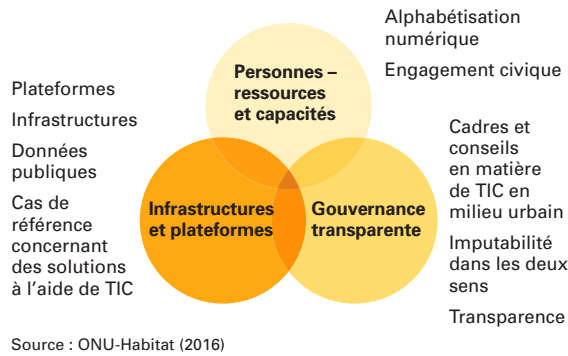 Alphabétisation
numérique
Engagement civique
Personnes –
ressources
et capacités
Plateformes
Infrastructures
Données
publiques
Cas de
référence
concernant
des solutions
à l’aide de TIC
Infrastructures
et plateformes
Gouvernance
transparente
Cadres et
conseils
en matière
de TIC en
milieu urbain
Imputabilité
dans les deux
sens
Transparence
Source : ONU-Habitat (2016)